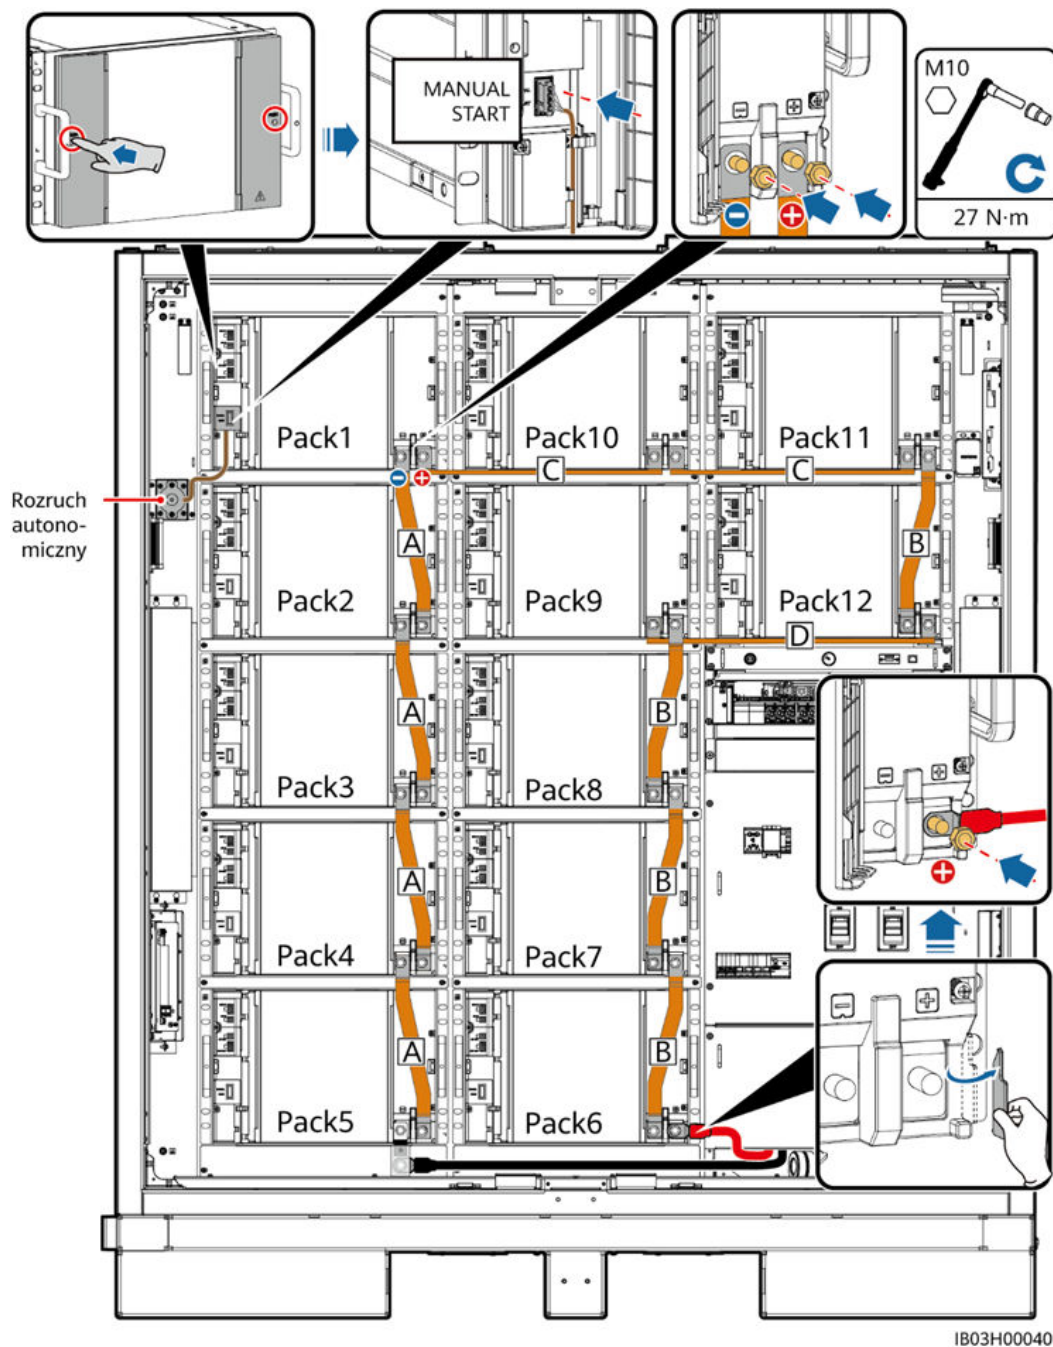 MANUAL
START
M10
27 N·m
Pack1
Pack10
Pack11
C
C
Rozruch
autono-
miczny
A
B
Pack2
Pack9
Pack12
D
A
B
Pack3
Pack8
A
B
Pack4
Pack7
A
B
Pack5
Pack6
IB03H00040